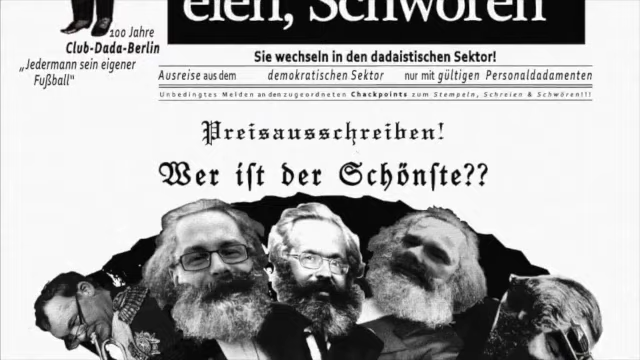 elen, Schwören
100 Jahre
Club-Dada-Berlin
„Jedermann sein eigener
Fußball"
Sie wechseln in den dadaistischen Sektor!
Ausreise aus dem demokratischen Sektor nur mit gültigen Personaldadamenten
Unbedingtes Melden an den zugeordneten Checkpoints zum Stempeln, Schreien & Schwören!!!
Preisausschreiben!
Wer iſt der Schönſte??